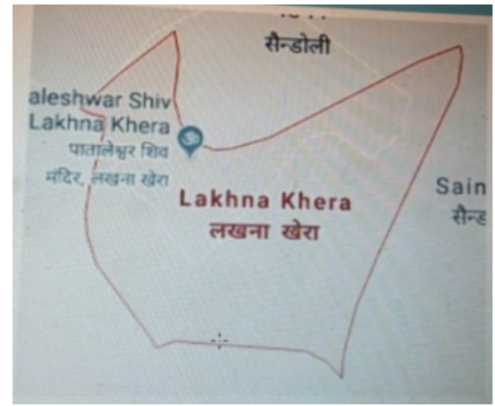 सैन्डोली
aleshwar Shiv
Lakhna Khera
पातालेश्वर शिव
मंदिर, लखना खेरा
Lakhna Khera
लखना खेरा
Sain
सैन्ड